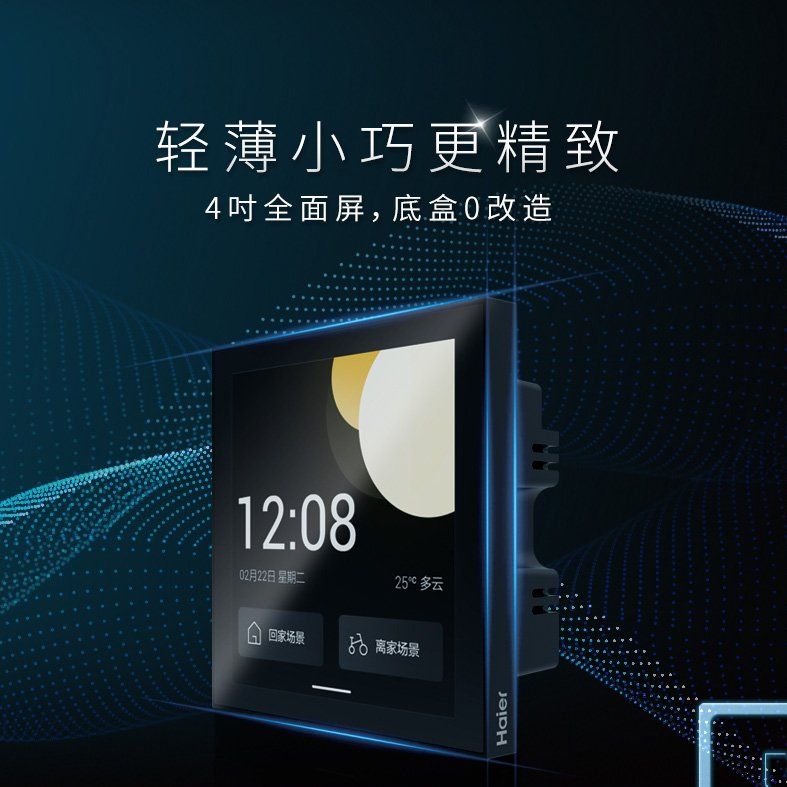 轻薄小巧更精致
4吋全面屏，底盒0改造
12:08
02月22日 星期二
25℃ 多云
回家场景
离家场景
Haier